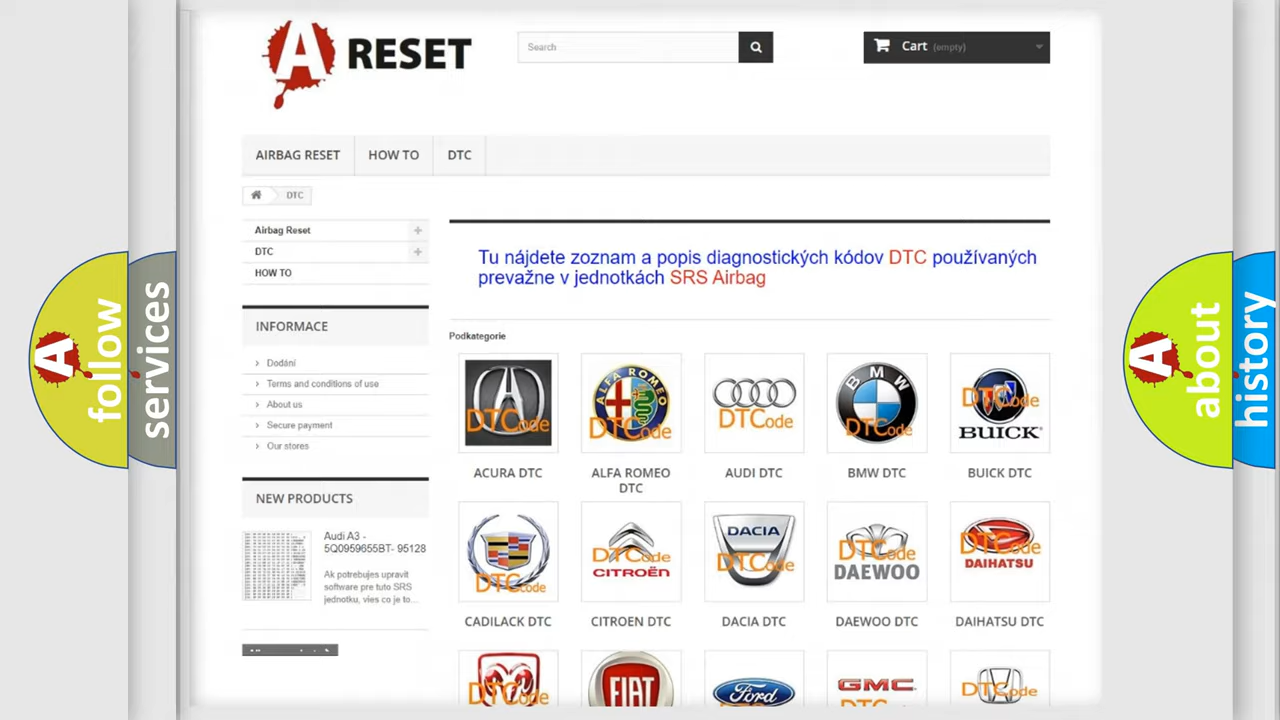 A RESET
Search
Cart (empty)
AIRBAG RESET
HOW TO
DTC
DTC
Airbag Reset
DTC
HOW TO
INFORMACE
Dodání
Terms and conditions of use
About us
Secure payment
Our stores
NEW PRODUCTS
Audi A3 -
5Q0959655BT- 95128
Ak potrebujes upravit
software pre tuto SRS
jednotku, vies co je to...
Tu nájdete zoznam a popis diagnostických kódov DTC používaných
prevažne v jednotkách SRS Airbag
Podkategorie
DTCode
ALFA ROMEO
DTCode
DTCode
BMW
DTCode
DTCode
BUICK
ACURA DTC
ALFA ROMEO
DTC
AUDI DTC
BMW DTC
BUICK DTC
DTCode
DTCode
CITROËN
DACIA
DTCode
DTCode
DAEWOO
DTCode
DAIHATSU
CADILACK DTC
CITROEN DTC
DACIA DTC
DAEWOO DTC
DAIHATSU DTC
DTCode
FIAT
Ford
GMC
DTCode
A follow
services
A about
history